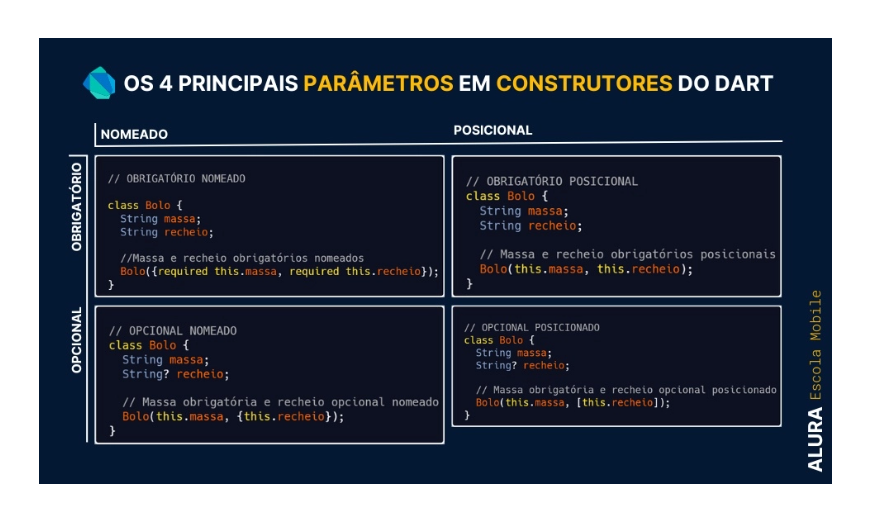 OS 4 PRINCIPAIS PARÂMETROS EM CONSTRUTORES DO DART
NOMEADO
POSICIONAL
OBRIGATÓRIO
// OBRIGATÓRIO NOMEADO
class Bolo {
String massa;
String recheio;
//Massa e recheio obrigatórios nomeados
Bolo({required this.massa, required this.recheio});
}
// OBRIGATÓRIO POSICIONAL
class Bolo {
String massa;
String recheio;
// Massa e recheio obrigatórios posicionais
Bolo(this.massa, this.recheio);
}
OPCIONAL
// OPCIONAL NOMEADO
class Bolo {
String massa;
String? recheio;
// Massa obrigatória e recheio opcional nomeado
Bolo(this.massa, {this.recheio});
}
// OPCIONAL POSICIONADO
class Bolo {
String massa;
String? recheio;
// Massa obrigatória e recheio opcional posicionado
Bolo(this.massa, [this.recheio]);
}
ALURA Escola Mobile